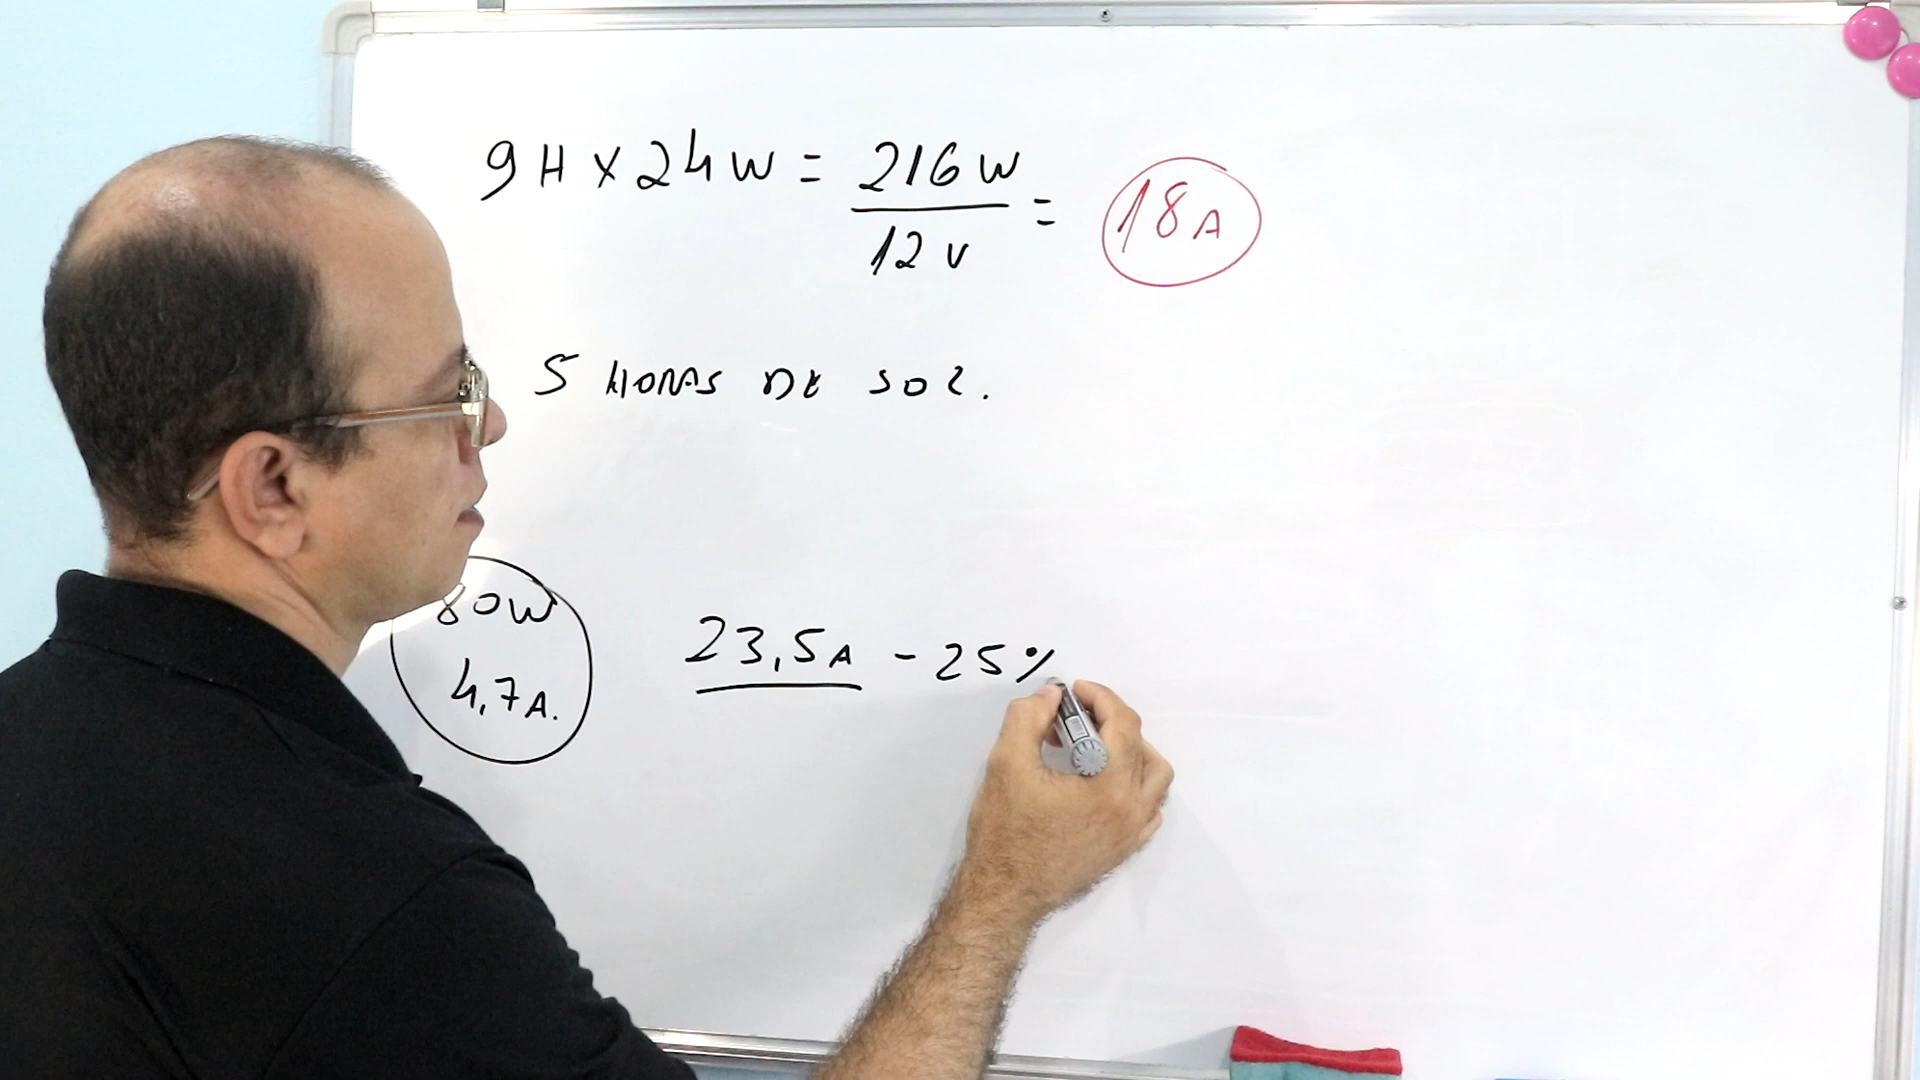 9H x 24W = 216W
12V = 18A
5 HORAS DE SOL.
80W
4,7A.
23,5A - 25%